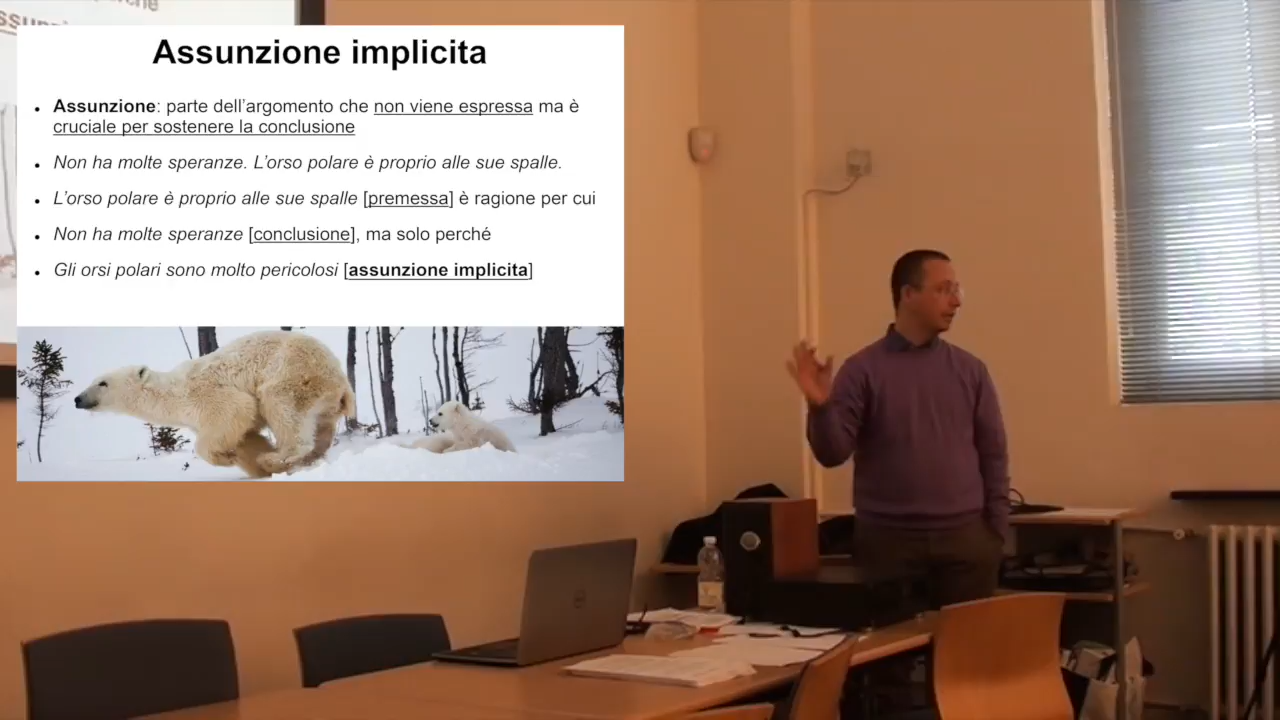 Assunzione implicita
Assunzione: parte dell'argomento che non viene espressa ma è
cruciale per sostenere la conclusione
Non ha molte speranze. L'orso polare è proprio alle sue spalle.
L'orso polare è proprio alle sue spalle [premessa] è ragione per cui
Non ha molte speranze [conclusione], ma solo perché
Gli orsi polari sono molto pericolosi [assunzione implicita]